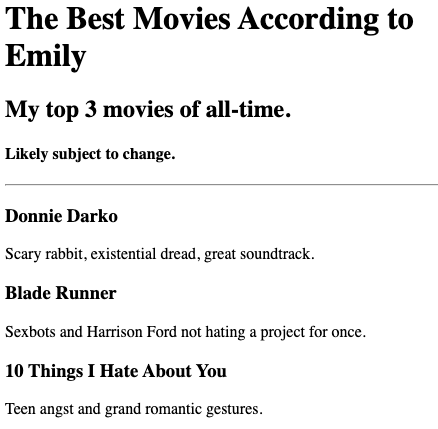 The Best Movies According to
Emily
My top 3 movies of all-time.
Likely subject to change.
Donnie Darko
Scary rabbit, existential dread, great soundtrack.
Blade Runner
Sexbots and Harrison Ford not hating a project for once.
10 Things I Hate About You
Teen angst and grand romantic gestures.